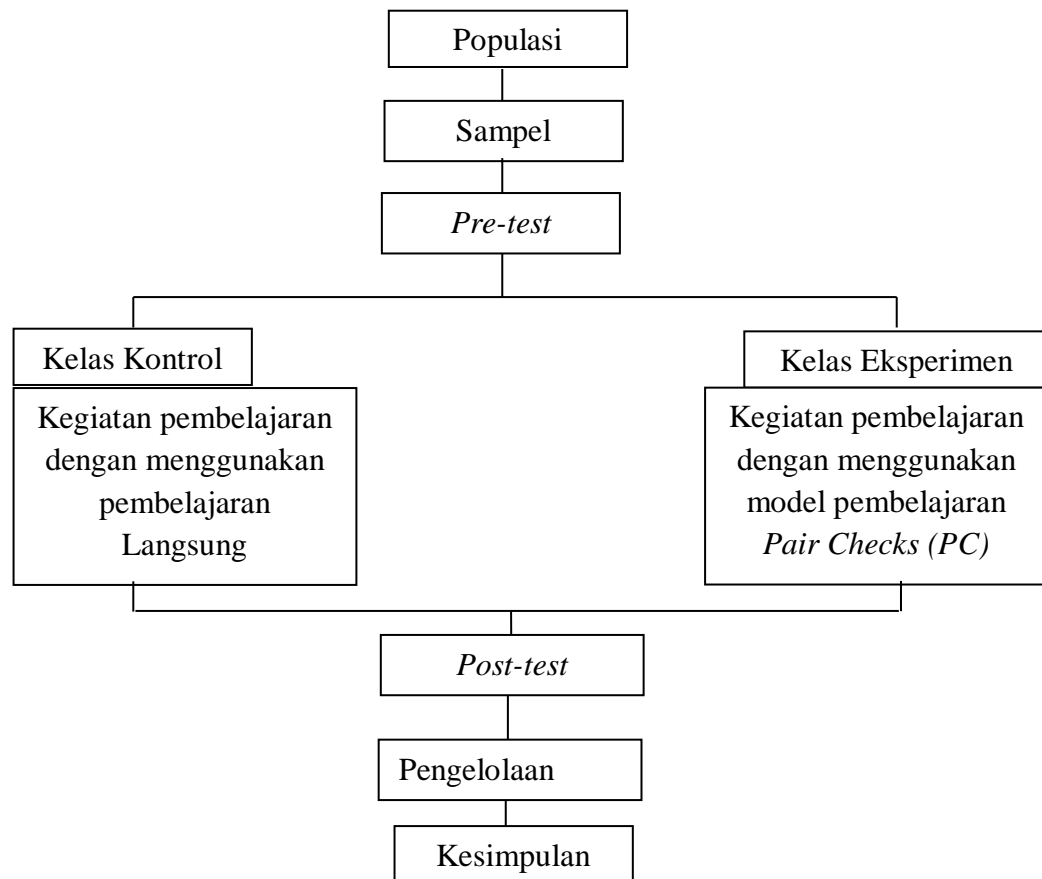 Populasi
Sampel
Pre-test
Kelas Kontrol
Kegiatan pembelajaran
dengan menggunakan
pembelajaran
Langsung
Kelas Eksperimen
Kegiatan pembelajaran
dengan menggunakan
model pembelajaran
Pair Checks (PC)
Post-test
Pengelolaan
Kesimpulan